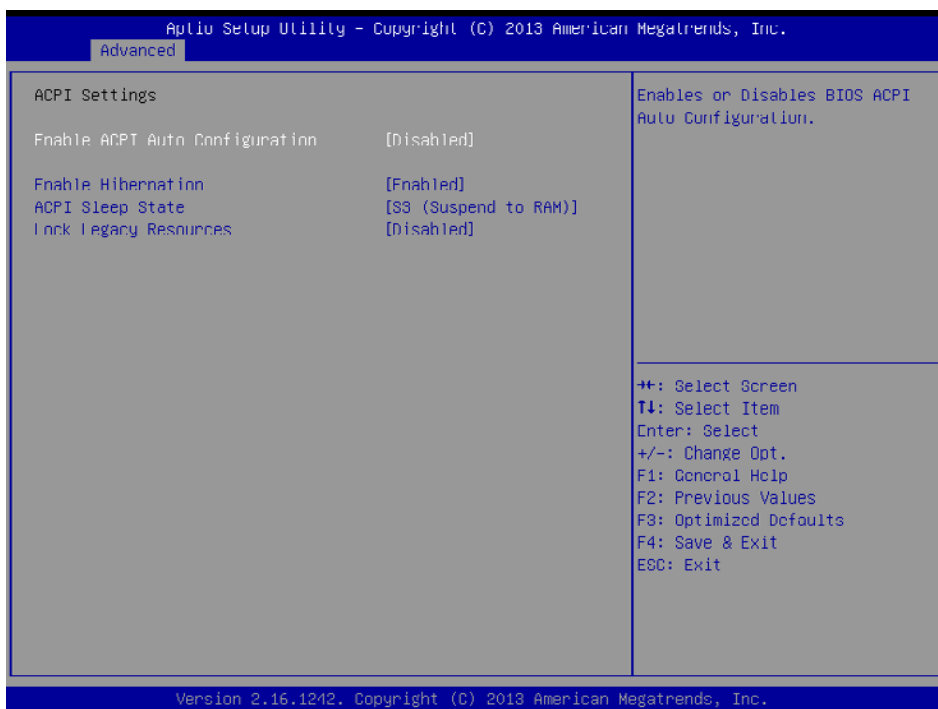 Aptio Setup Utility – Copyright (C) 2013 American Megatrends, Inc.
Advanced
ACPI Settings
Enable ACPI Auto Configuration [Disabled]
Enable Hibernation [Enabled]
ACPI Sleep State [S3 (Suspend to RAM)]
Lock Legacy Resources [Disabled]
Enables or Disables BIOS ACPI
Auto Configuration.
→←: Select Screen
↑↓: Select Item
Enter: Select
+/-: Change Opt.
F1: General Help
F2: Previous Values
F3: Optimized Defaults
F4: Save & Exit
ESC: Exit
Version 2.16.1242. Copyright (C) 2013 American Megatrends, Inc.